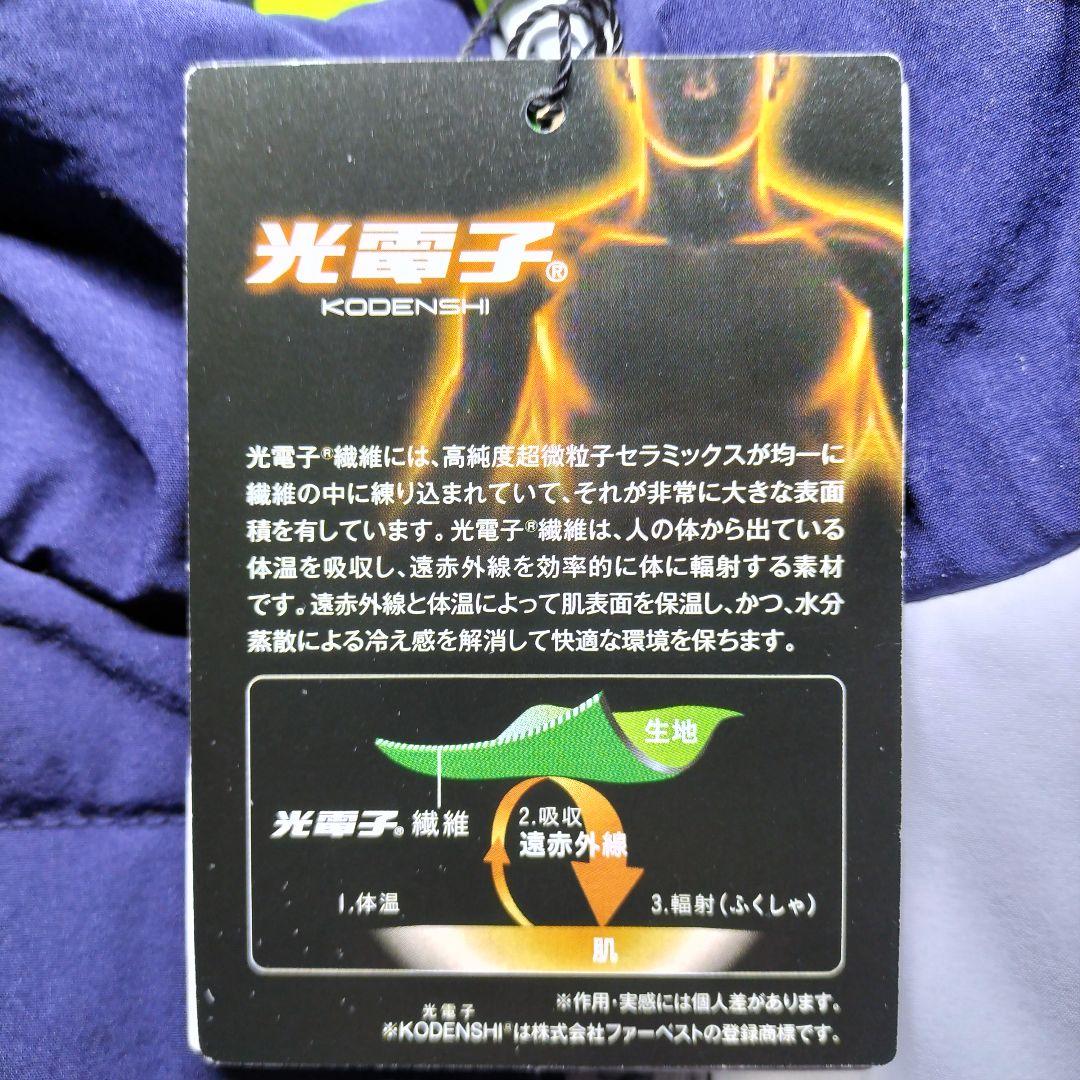 光電子®
KODENSHI
光電子®繊維には、高純度超微粒子セラミックスが均一に
繊維の中に練り込まれていて、それが非常に大きな表面
積を有しています。光電子®繊維は、人の体から出ている
体温を吸収し、遠赤外線を効率的に体に輻射する素材
です。遠赤外線と体温によって肌表面を保温し、かつ、水分
蒸散による冷え感を解消して快適な環境を保ちます。
生地
光電子®繊維
2.吸収
遠赤外線
1.体温
3.輻射(ふくしゃ)
肌
※作用・実感には個人差があります。
光電子
※KODENSHI®は株式会社ファーベストの登録商標です。